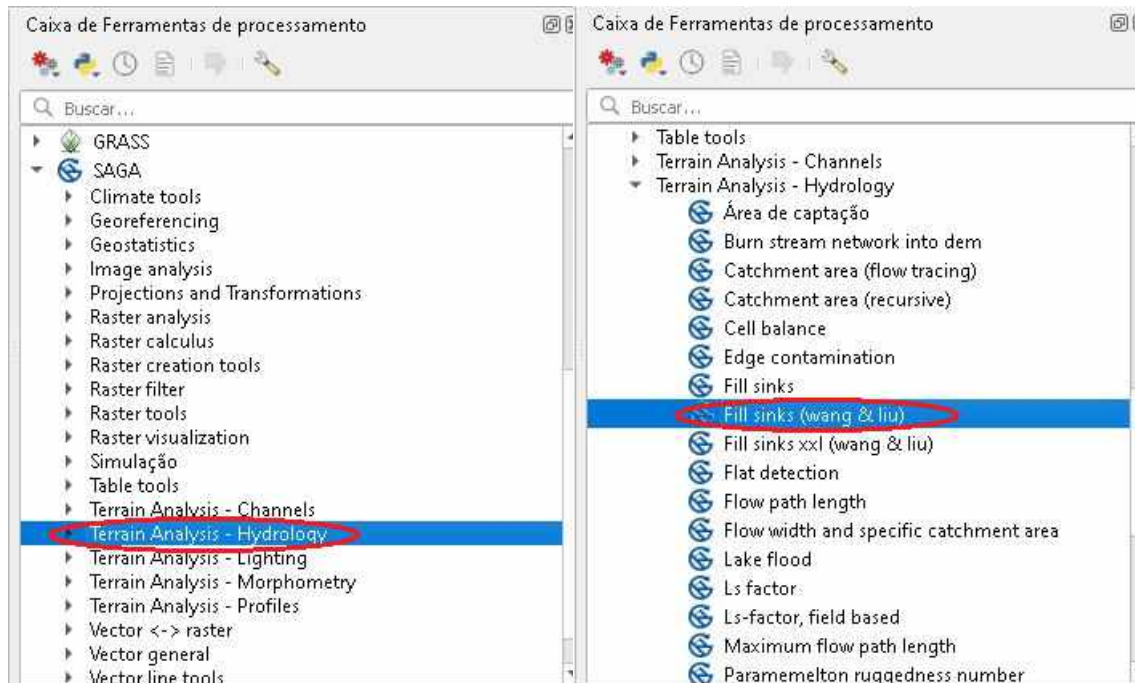 Caixa de Ferramentas de processamento
Buscar...
GRASS
SAGA
Climate tools
Georeferencing
Geostatistics
Image analysis
Projections and Transformations
Raster analysis
Raster calculus
Raster creation tools
Raster filter
Raster tools
Raster visualization
Simulação
Table tools
Terrain Analysis - Channels
Terrain Analysis - Hydrology
Terrain Analysis - Lighting
Terrain Analysis - Morphometry
Terrain Analysis - Profiles
Vector <-> raster
Vector general
Vector line tools
Caixa de Ferramentas de processamento
Buscar...
Table tools
Terrain Analysis - Channels
Terrain Analysis - Hydrology
Área de captação
Burn stream network into dem
Catchment area (flow tracing)
Catchment area (recursive)
Cell balance
Edge contamination
Fill sinks
Fill sinks (wang & liu)
Fill sinks xxl (wang & liu)
Flat detection
Flow path length
Flow width and specific catchment area
Lake flood
Ls factor
Ls-factor, field based
Maximum flow path length
Paramemelton ruggedness number